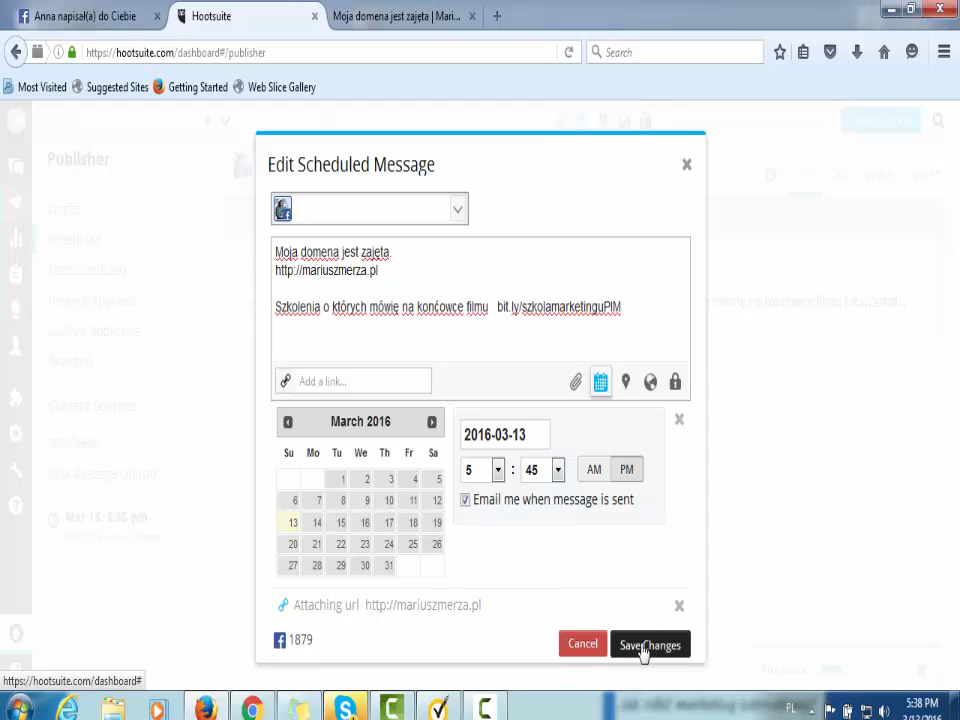 Anna napisał(a) do Ciebie
Hootsuite
Moja domena jest zajęta | Mari...
https://hootsuite.com/dashboard#/publisher
Search
Most Visited
Suggested Sites
Getting Started
Web Slice Gallery
Publisher
Edit Scheduled Message
Moja domena jest zajęta.
http://mariuszmerza.pl
Szkolenia o których mówię na końcowce filmu bit.ly/szkolamarketinguPIM
Add a link...
March 2016
2016-03-13
Su Mo Tu We Th Fr Sa
5 : 45 AM PM
1 2 3 4 5
6 7 8 9 10 11 12
Email me when message is sent
13 14 15 16 17 18 19
20 21 22 23 24 25 26
27 28 29 30 31
Attaching url http://mariuszmerza.pl
1879
Cancel
Save Changes
https://hootsuite.com/dashboard#
PL
5:38 PM